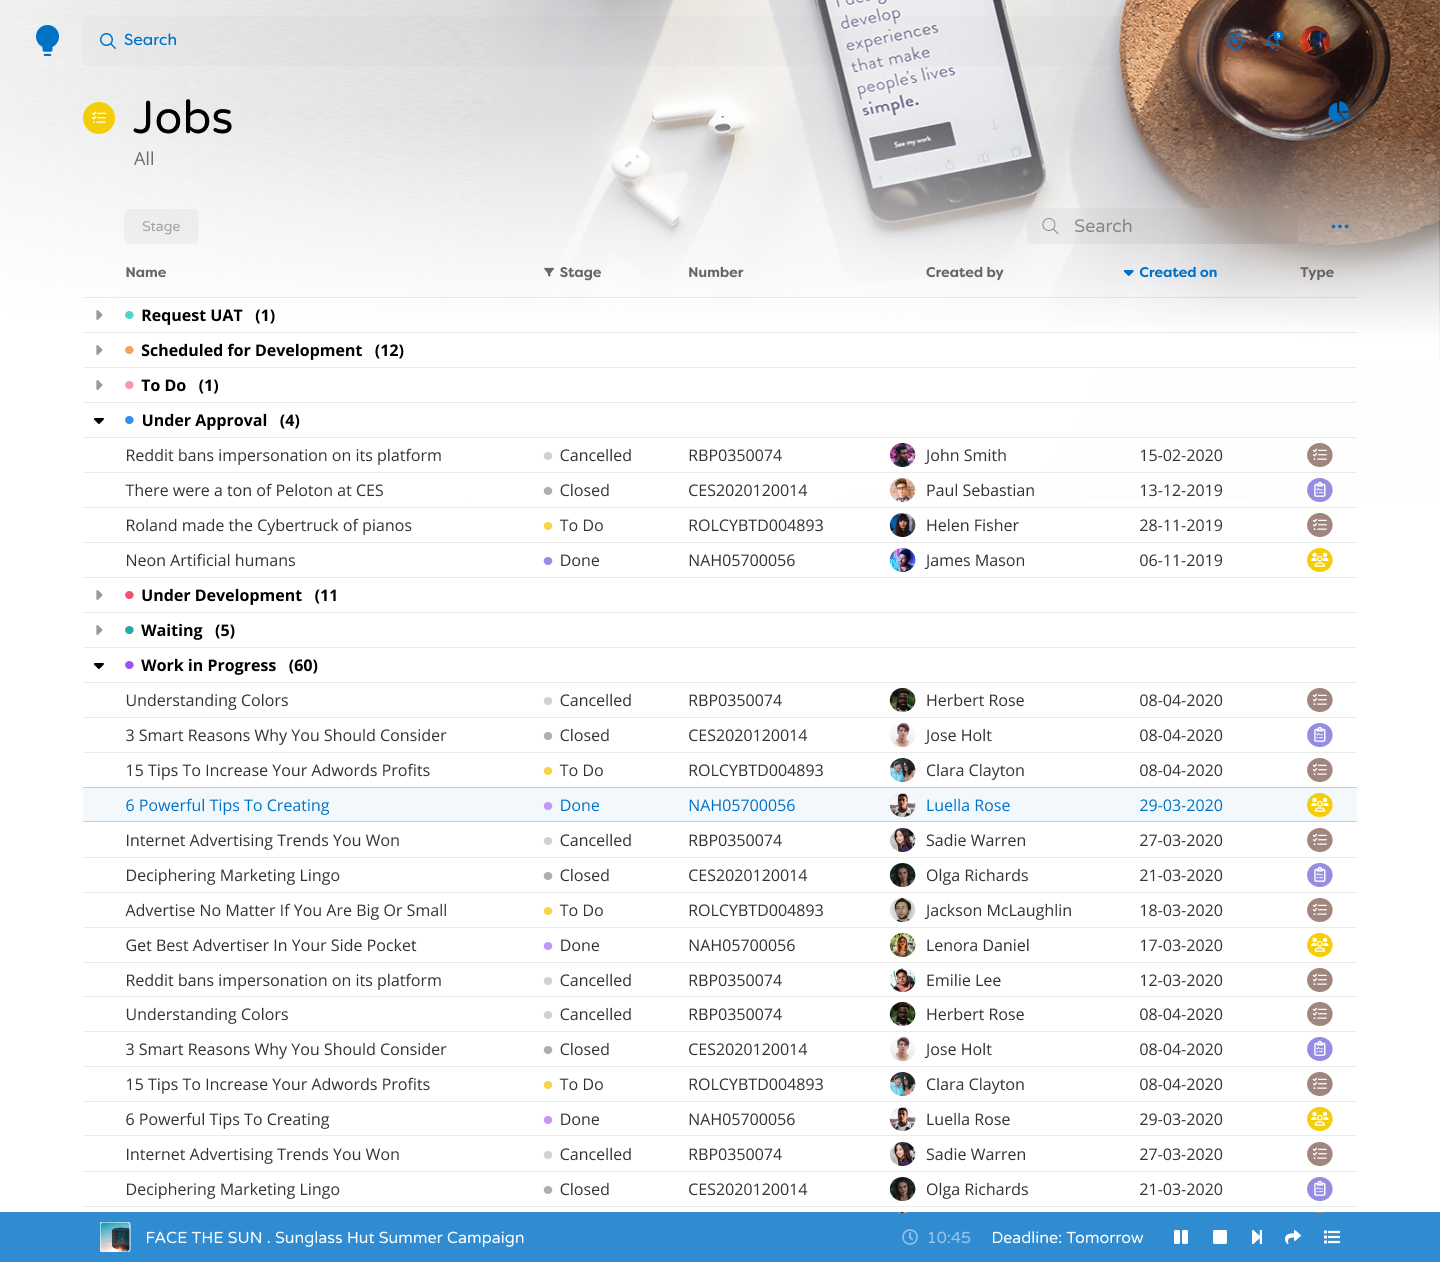 Search
I design
develop
experiences
that make
people's lives
simple.
See my work
5
Jobs
All
Stage
Search
Name Stage Number Created by Created on Type
Request UAT (1)
Scheduled for Development (12)
To Do (1)
Under Approval (4)
Reddit bans impersonation on its platform Cancelled RBP0350074 John Smith 15-02-2020
There were a ton of Peloton at CES Closed CES2020120014 Paul Sebastian 13-12-2019
Roland made the Cybertruck of pianos To Do ROLCYBTD004893 Helen Fisher 28-11-2019
Neon Artificial humans Done NAH05700056 James Mason 06-11-2019
Under Development (11
Waiting (5)
Work in Progress (60)
Understanding Colors Cancelled RBP0350074 Herbert Rose 08-04-2020
3 Smart Reasons Why You Should Consider Closed CES2020120014 Jose Holt 08-04-2020
15 Tips To Increase Your Adwords Profits To Do ROLCYBTD004893 Clara Clayton 08-04-2020
6 Powerful Tips To Creating Done NAH05700056 Luella Rose 29-03-2020
Internet Advertising Trends You Won Cancelled RBP0350074 Sadie Warren 27-03-2020
Deciphering Marketing Lingo Closed CES2020120014 Olga Richards 21-03-2020
Advertise No Matter If You Are Big Or Small To Do ROLCYBTD004893 Jackson McLaughlin 18-03-2020
Get Best Advertiser In Your Side Pocket Done NAH05700056 Lenora Daniel 17-03-2020
Reddit bans impersonation on its platform Cancelled RBP0350074 Emilie Lee 12-03-2020
Understanding Colors Cancelled RBP0350074 Herbert Rose 08-04-2020
3 Smart Reasons Why You Should Consider Closed CES2020120014 Jose Holt 08-04-2020
15 Tips To Increase Your Adwords Profits To Do ROLCYBTD004893 Clara Clayton 08-04-2020
6 Powerful Tips To Creating Done NAH05700056 Luella Rose 29-03-2020
Internet Advertising Trends You Won Cancelled RBP0350074 Sadie Warren 27-03-2020
Deciphering Marketing Lingo Closed CES2020120014 Olga Richards 21-03-2020
FACE THE SUN . Sunglass Hut Summer Campaign 10:45 Deadline: Tomorrow